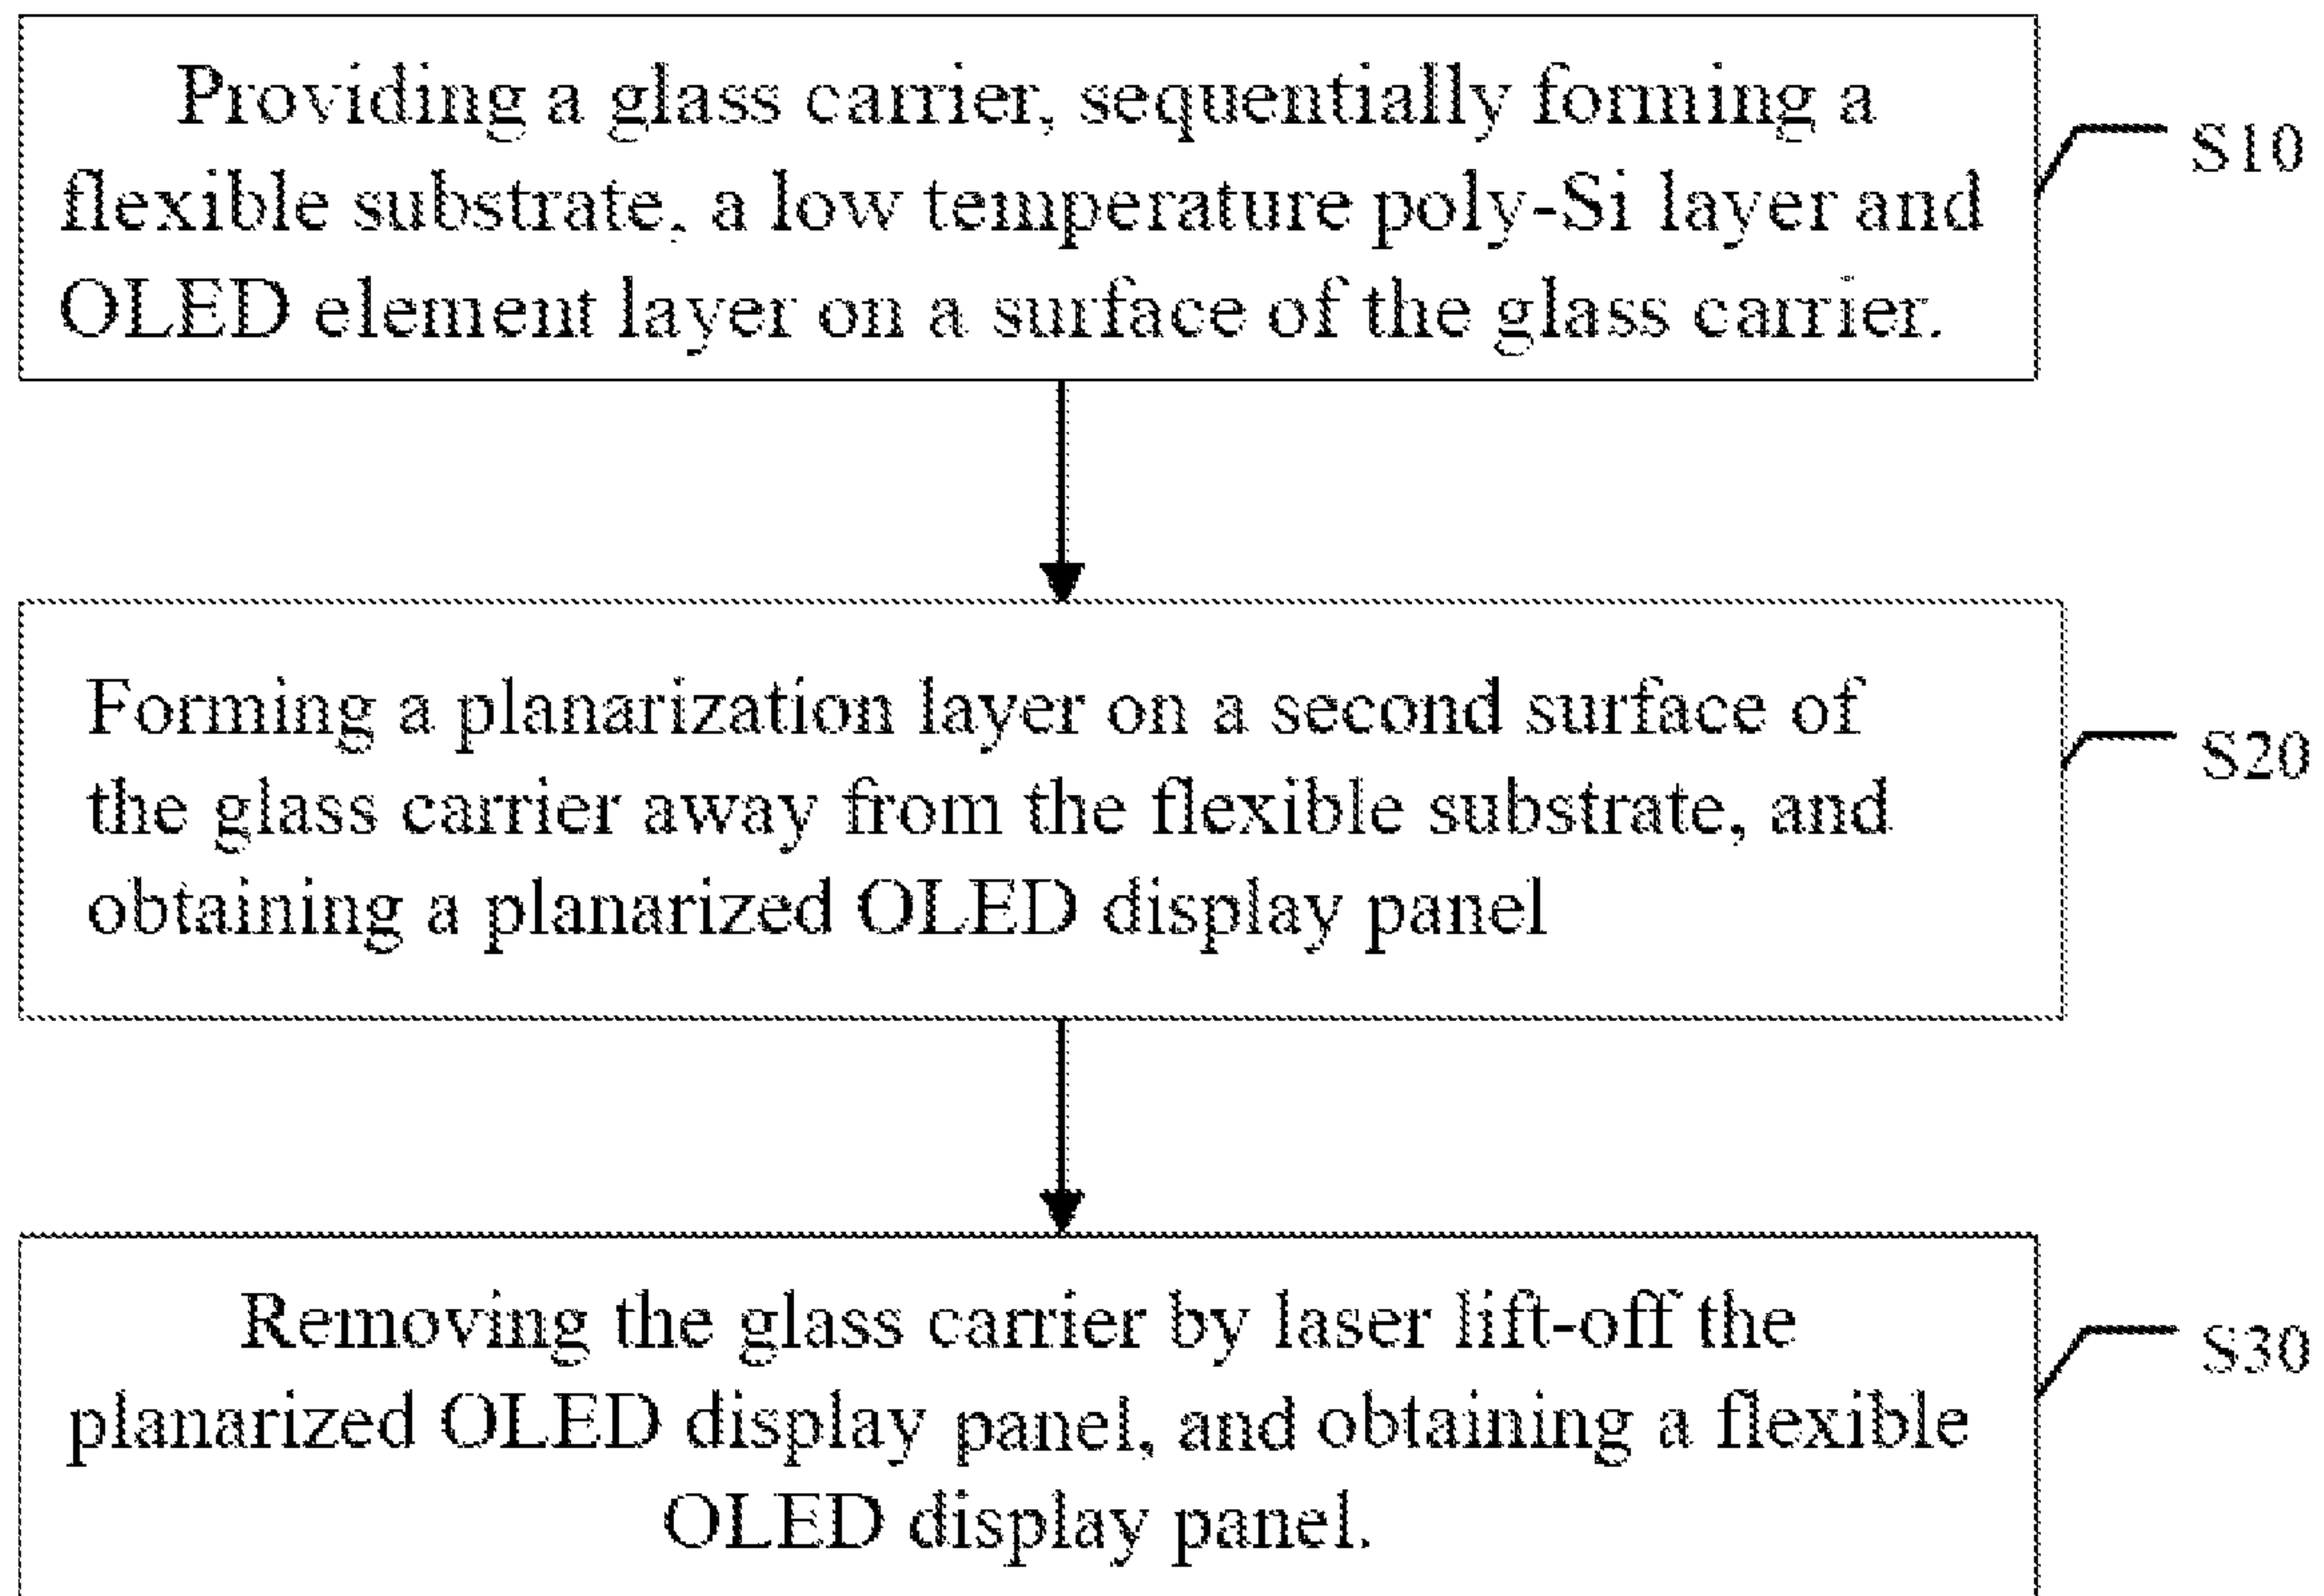 Providing a glass carrier, sequentially forming a
flexible substrate, a low temperature poly-Si layer and
OLED element layer on a surface of the glass carrier.
S10
Forming a planarization layer on a second surface of
the glass carrier away from the flexible substrate, and
obtaining a planarized OLED display panel
S20
Removing the glass carrier by laser lift-off the
planarized OLED display panel, and obtaining a flexible
OLED display panel.
S30